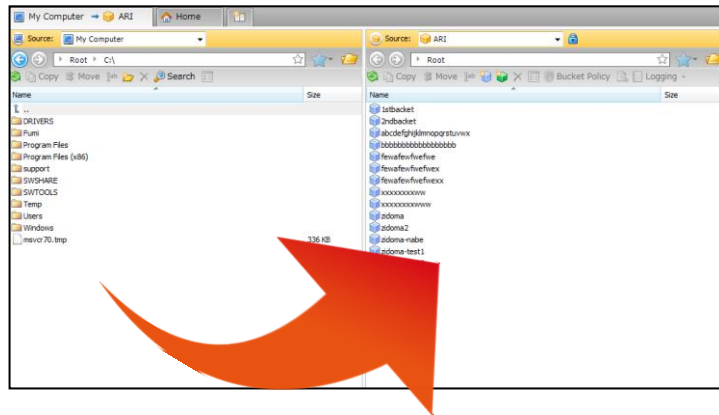 My Computer → ARI Home
Source: My Computer
Root C:\
Copy Move Search
Name Size
..
DRIVERS
Fumi
Program Files
Program Files (x86)
support
SWSHARE
SWTOOLS
Temp
Users
Windows
msvcr70.tmp 336 KB
Source: ARI
Root
Copy Move Bucket Policy Logging
Name Size
1stbacket
2ndbacket
abcdefghijklmnopqrstuvwx
bbbbbbbbbbbbbbbbbb
fewafewfwefwe
fewafewfwefwex
fewafewfwefwexx
xxxxxxxxxww
xxxxxxxxxwww
zidoma
zidoma2
zidoma-nabe
zidoma-test1